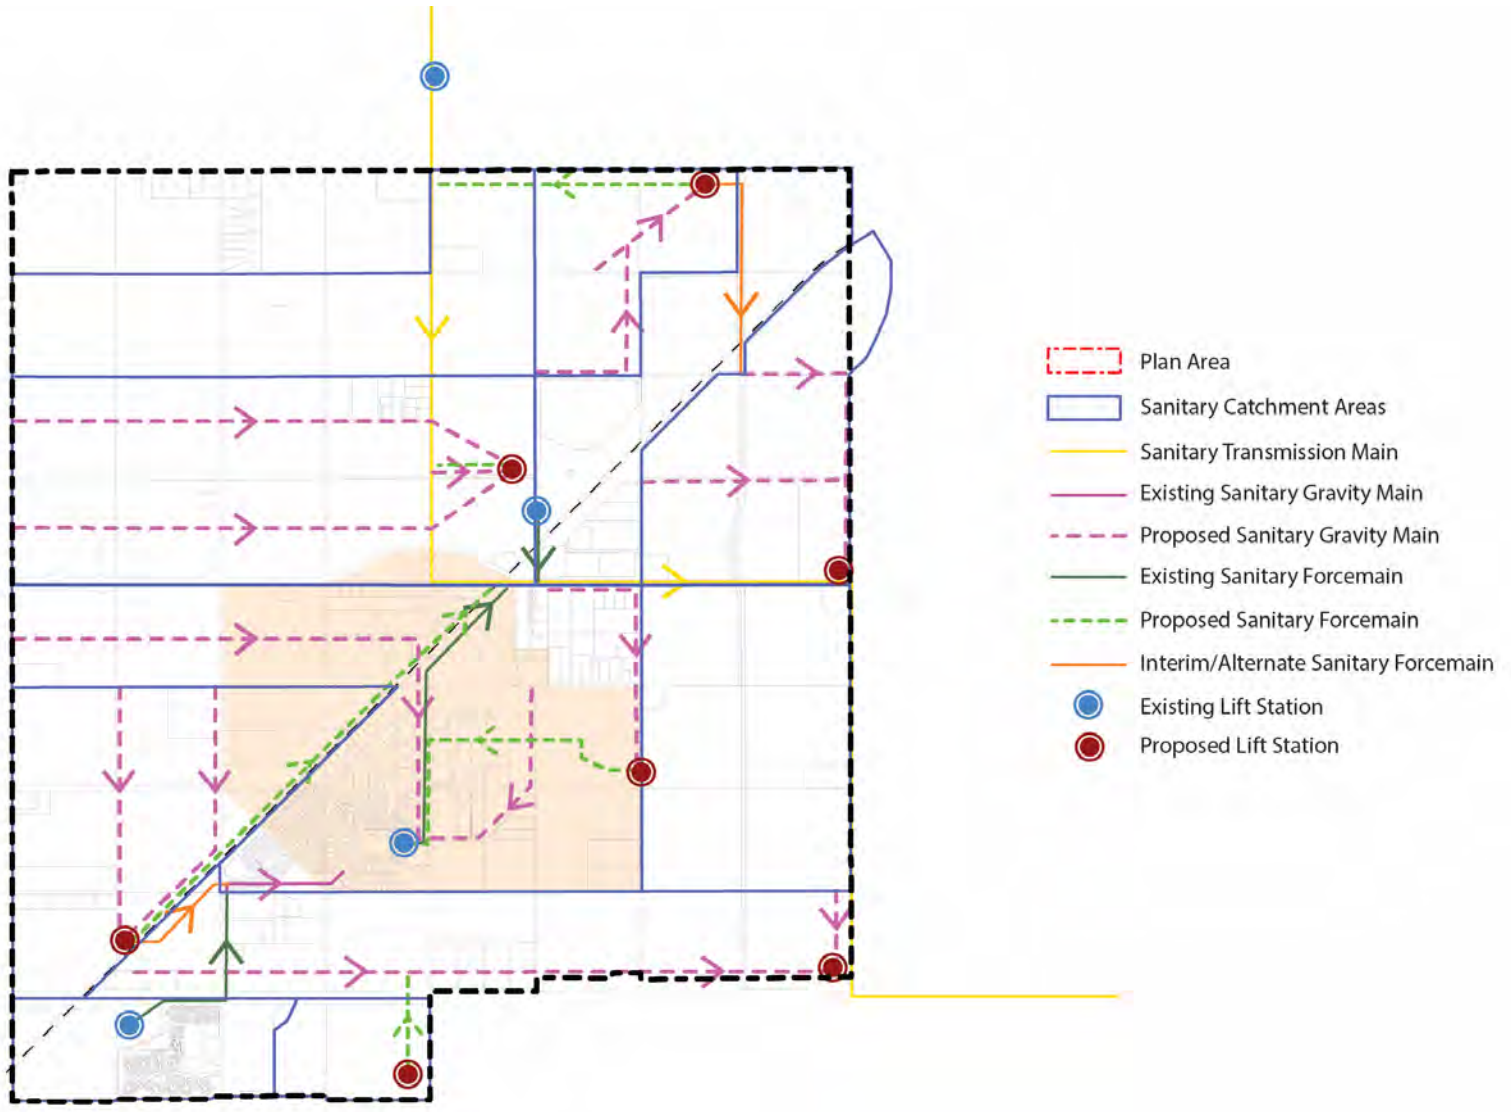 Plan Area
Sanitary Catchment Areas
Sanitary Transmission Main
Existing Sanitary Gravity Main
Proposed Sanitary Gravity Main
Existing Sanitary Forcemain
Proposed Sanitary Forcemain
Interim/Alternate Sanitary Forcemain
Existing Lift Station
Proposed Lift Station